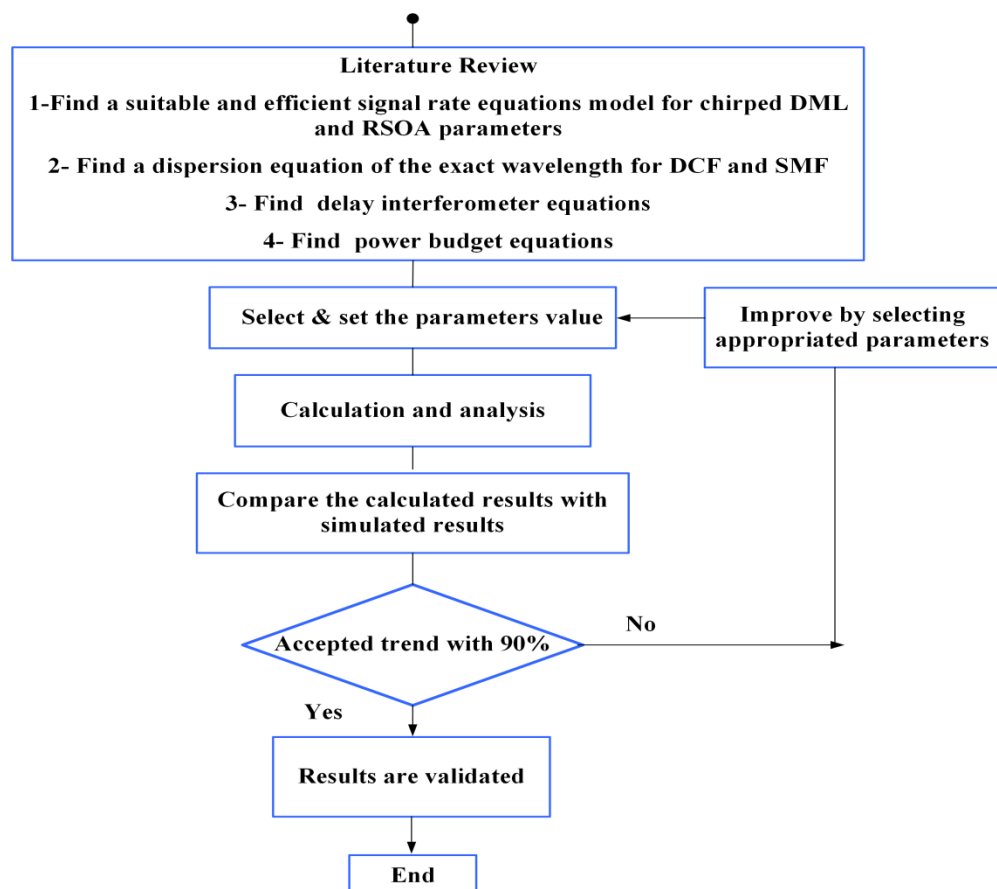 Literature Review
1-Find a suitable and efficient signal rate equations model for chirped DML
and RSOA parameters
2- Find a dispersion equation of the exact wavelength for DCF and SMF
3- Find delay interferometer equations
4- Find power budget equations
Select & set the parameters value
Improve by selecting
appropriated parameters
Calculation and analysis
Compare the calculated results with
simulated results
Accepted trend with 90%
No
Yes
Results are validated
End